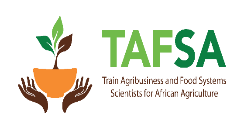 TAFSA
Train Agribusiness and Food Systems
Scientists for African Agriculture